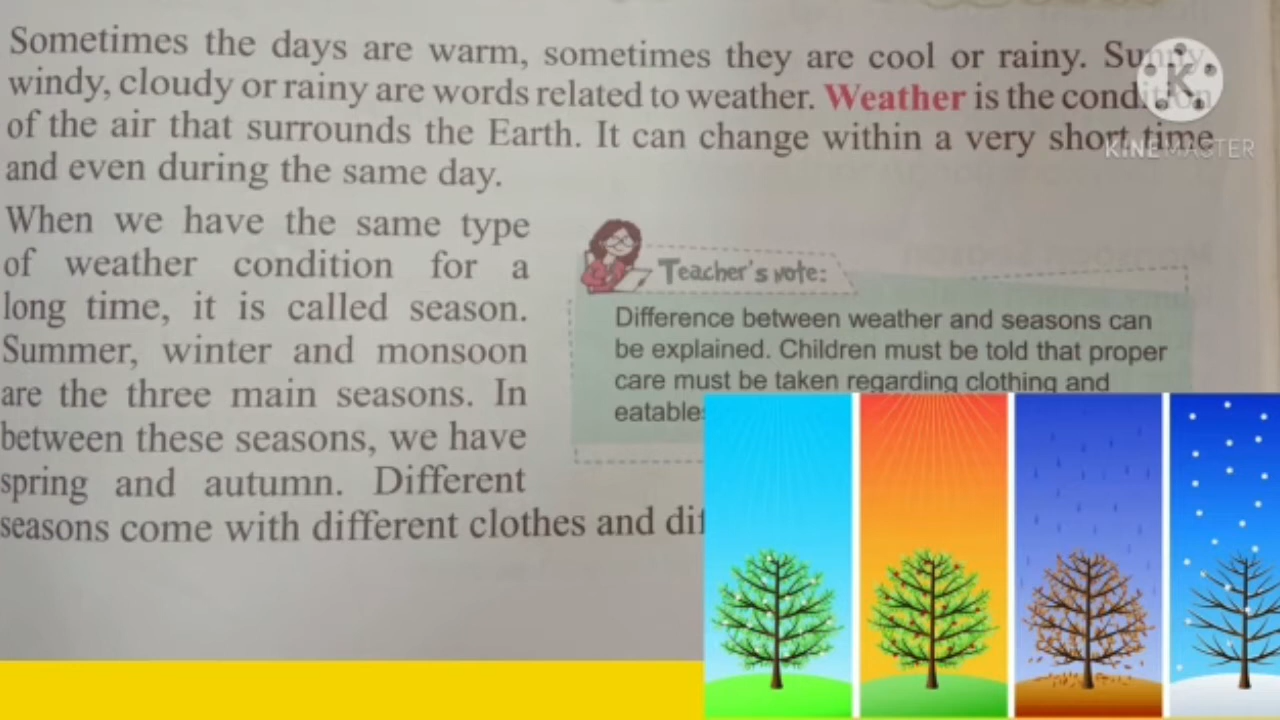 Sometimes the days are warm, sometimes they are cool or rainy. Sunny,
windy, cloudy or rainy are words related to weather. Weather is the condition
of the air that surrounds the Earth. It can change within a very short time
and even during the same day.
K
KINEMASTER
When we have the same type
of weather condition for a
long time, it is called season.
Summer, winter and monsoon
are the three main seasons. In
between these seasons, we have
spring and autumn. Different
seasons come with different clothes and
Teacher's note:
Difference between weather and seasons can
be explained. Children must be told that proper
care must be taken regarding clothing and